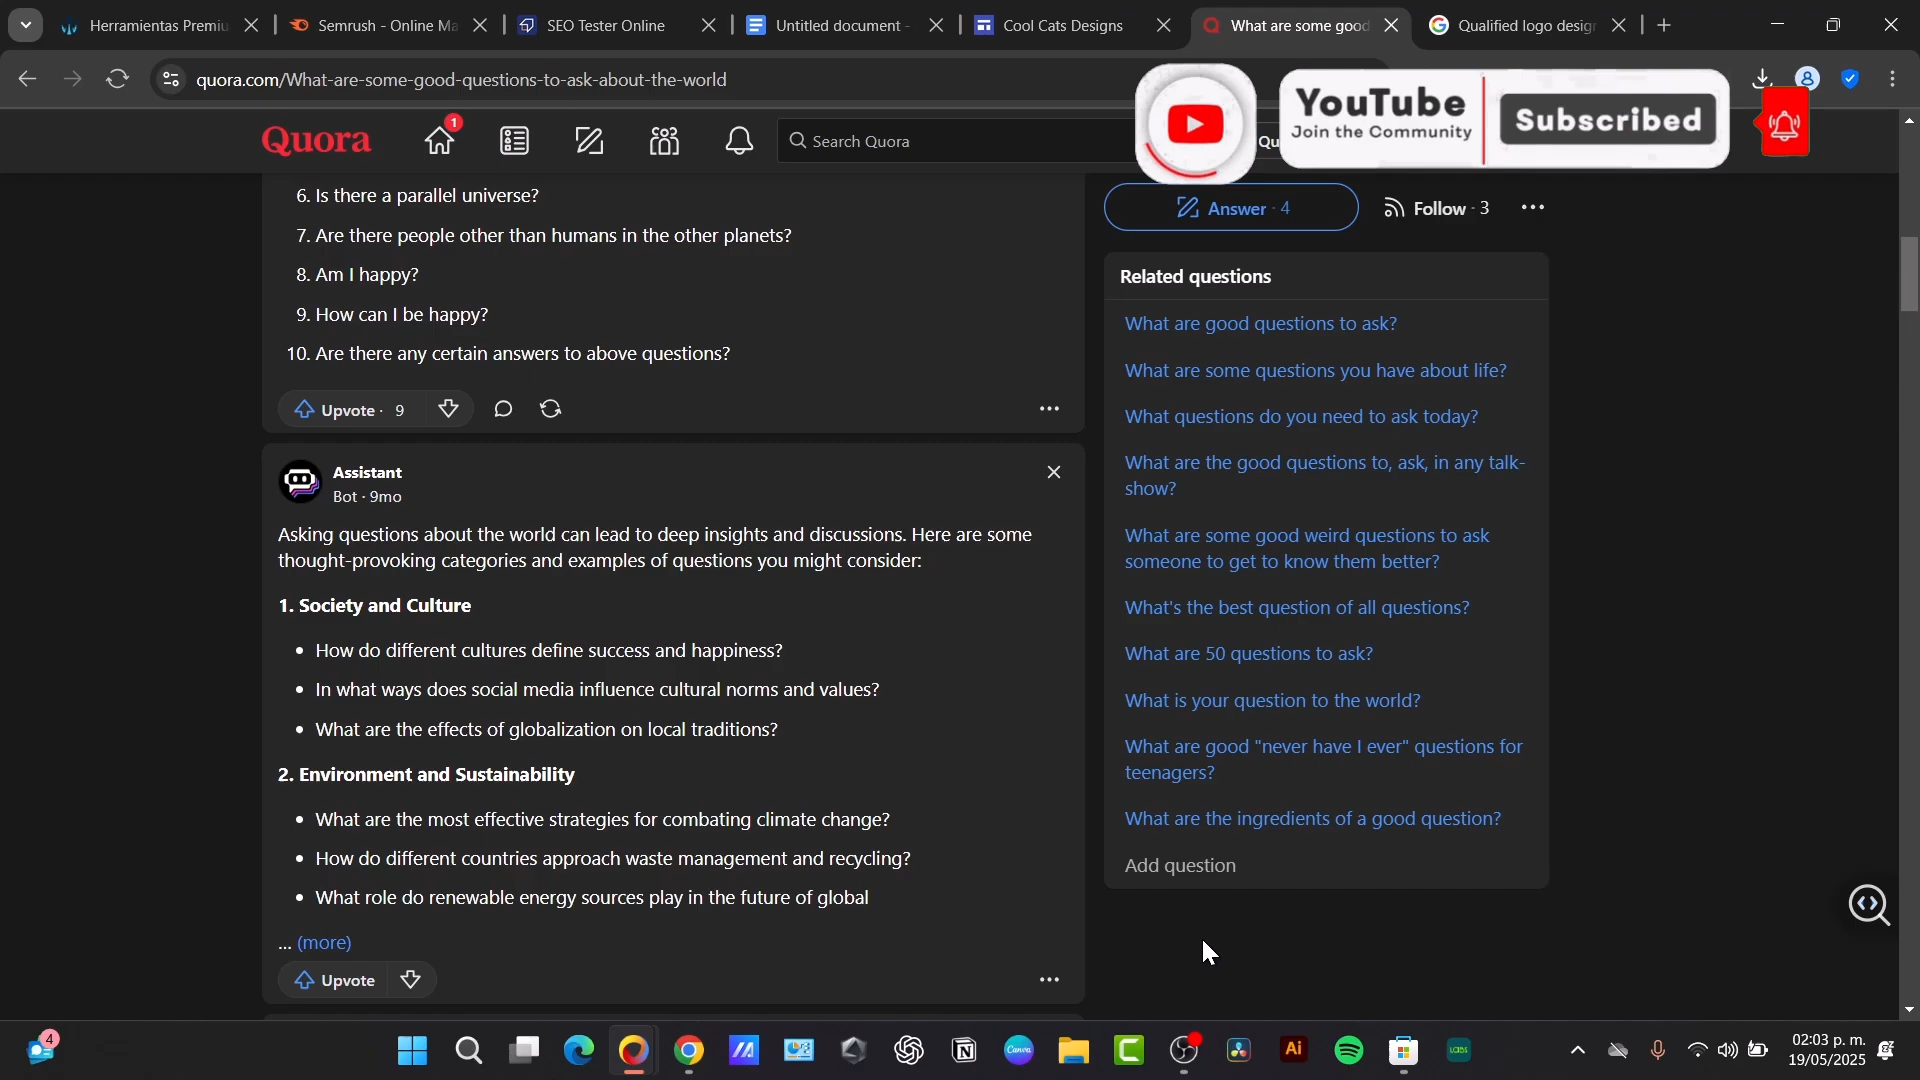 Herramientas Premiu
Semrush - Online Ma
SEO Tester Online
Untitled document -
Cool Cats Designs
What are some good
Qualified logo desig
quora.com/What-are-some-good-questions-to-ask-about-the-world
YouTube
Join the Community
Subscribed
Quora
1
Search Quora
Qu
6. Is there a parallel universe?
7. Are there people other than humans in the other planets?
8. Am I happy?
9. How can I be happy?
10. Are there any certain answers to above questions?
Upvote · 9
Answer · 4
Follow · 3
Related questions
What are good questions to ask?
What are some questions you have about life?
What questions do you need to ask today?
What are the good questions to, ask, in any talk-
show?
What are some good weird questions to ask
someone to get to know them better?
What's the best question of all questions?
What are 50 questions to ask?
What is your question to the world?
What are good "never have I ever" questions for
teenagers?
What are the ingredients of a good question?
Add question
Assistant
Bot · 9mo
Asking questions about the world can lead to deep insights and discussions. Here are some
thought-provoking categories and examples of questions you might consider:
1. Society and Culture
• How do different cultures define success and happiness?
• In what ways does social media influence cultural norms and values?
• What are the effects of globalization on local traditions?
2. Environment and Sustainability
• What are the most effective strategies for combating climate change?
• How do different countries approach waste management and recycling?
• What role do renewable energy sources play in the future of global
... (more)
Upvote
4
Canva
Ai
LABS
02:03 p. m.
19/05/2025